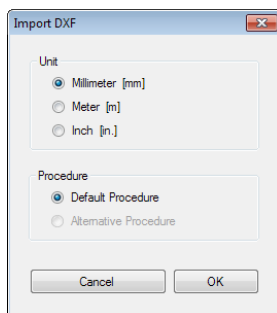 Import DXF
Unit
Millimeter [mm]
Meter [m]
Inch [in.]
Procedure
Default Procedure
Alternative Procedure
Cancel OK